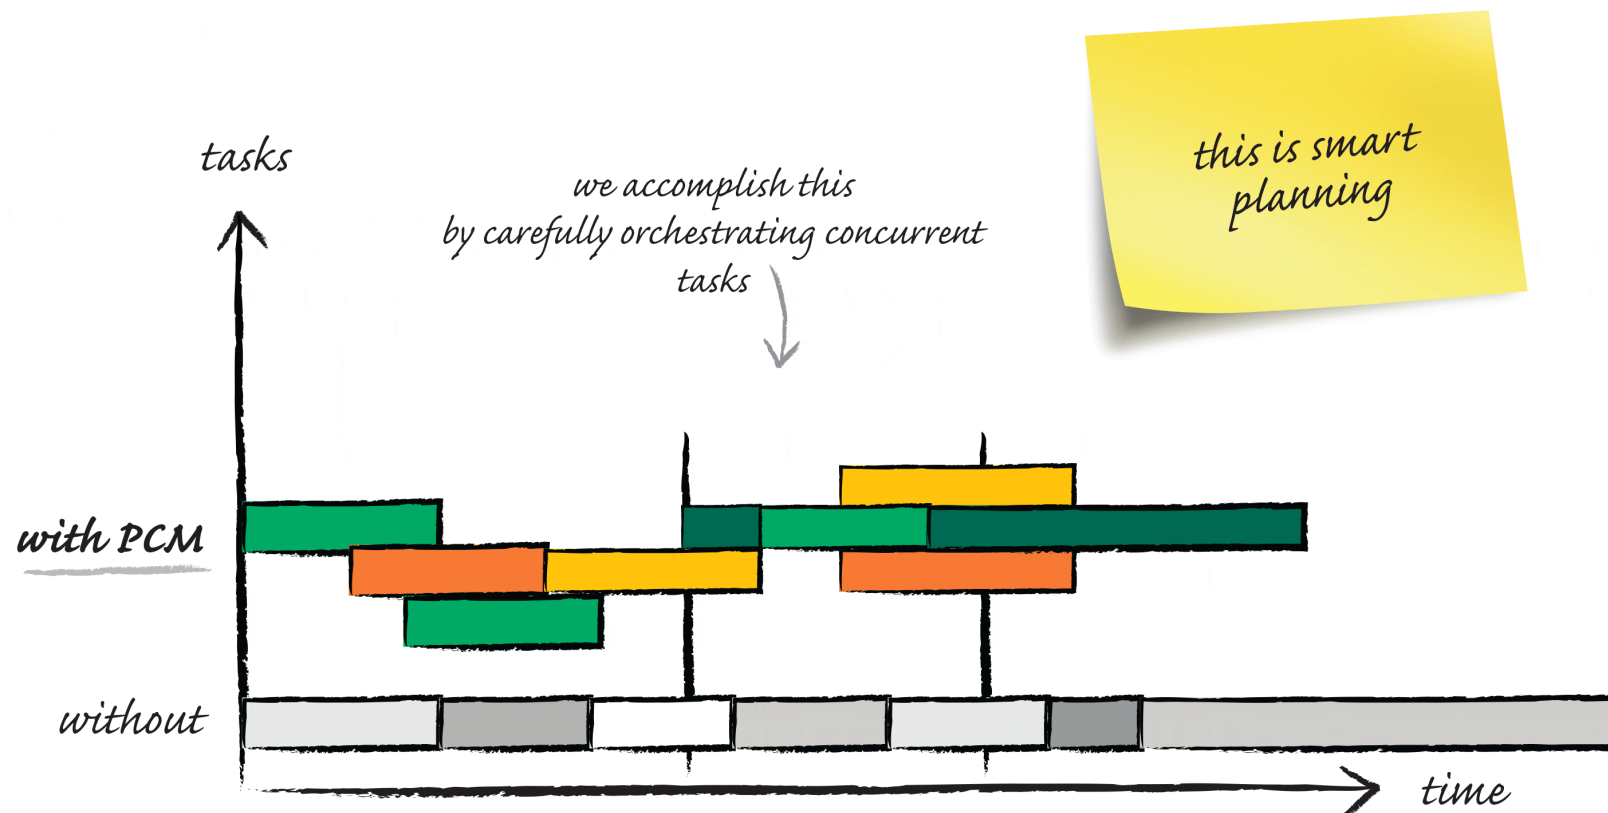 this is smart
planning
tasks
we accomplish this
by carefully orchestrating concurrent
tasks
with PCM
without
time